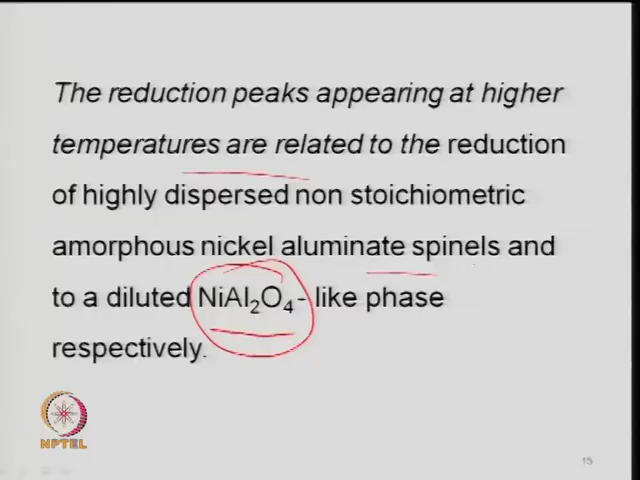 The reduction peaks appearing at higher
temperatures are related to the reduction
of highly dispersed non stoichiometric
amorphous nickel aluminate spinels and
to a diluted NiAl₂O₄- like phase
respectively.
NPTEL
15